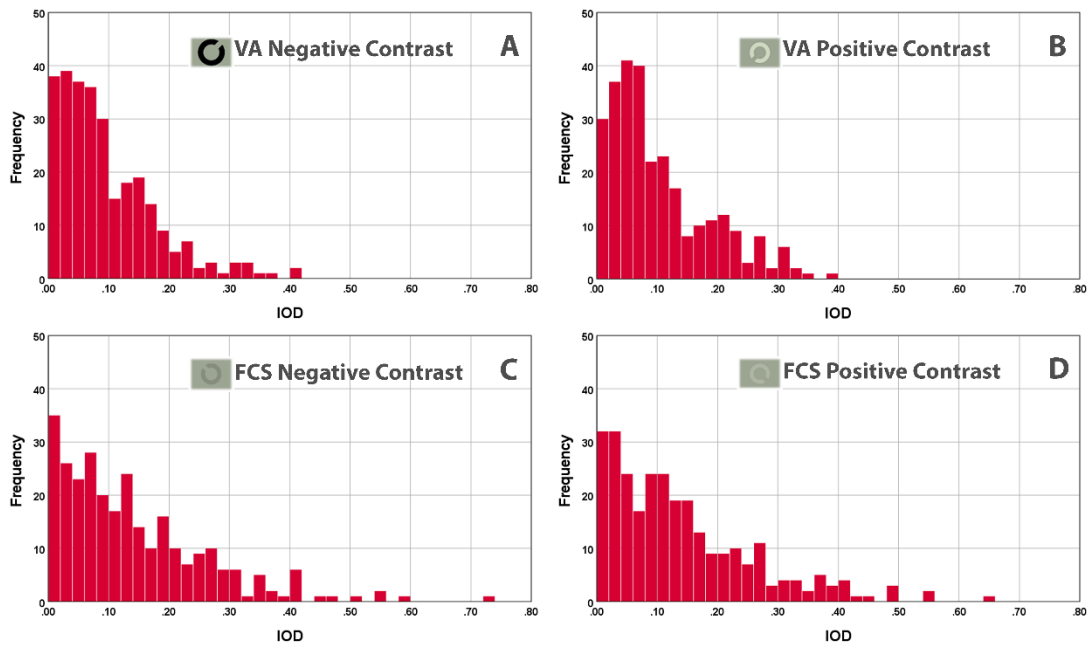 50
40
30
20
10
0
Frequency
VA Negative Contrast
A
.00 .10 .20 .30 .40 .50 .60 .70 .80
IOD
50
40
30
20
10
0
Frequency
VA Positive Contrast
B
.00 .10 .20 .30 .40 .50 .60 .70 .80
IOD
50
40
30
20
10
0
Frequency
FCS Negative Contrast
C
.00 .10 .20 .30 .40 .50 .60 .70 .80
IOD
50
40
30
20
10
0
Frequency
FCS Positive Contrast
D
.00 .10 .20 .30 .40 .50 .60 .70 .80
IOD